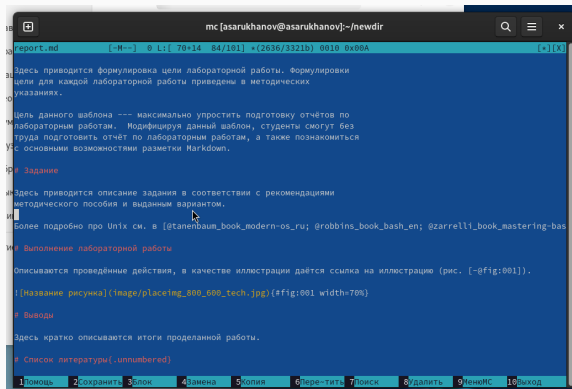 mc [asarukhanov@asarukhanov]:~/newdir
report.md [-M--] 0 L:[ 70+14 84/101] *(2636/3321b) 0010 0x00A [*][X]
Здесь приводится формулировка цели лабораторной работы. Формулировки
цели для каждой лабораторной работы приведены в методических
указаниях.
Цель данного шаблона --- максимально упростить подготовку отчётов по
лабораторным работам. Модифицируя данный шаблон, студенты смогут без
труда подготовить отчёт по лабораторным работам, а также познакомиться
с основными возможностями разметки Markdown.
# Задание
Здесь приводится описание задания в соответствии с рекомендациями
методического пособия и выданным вариантом.
Более подробно про Unix см. в [@tanenbaum_book_modern-os_ru; @robbins_book_bash_en; @zarrelli_book_mastering-bas
# Выполнение лабораторной работы
Описываются проведённые действия, в качестве иллюстрации даётся ссылка на иллюстрацию (рис. [-@fig:001]).
![Название рисунка](image/placeimg_800_600_tech.jpg){#fig:001 width=70%}
# Выводы
Здесь кратко описываются итоги проделанной работы.
# Список литературы{.unnumbered}
1Помощь 2Сохранить 3Блок 4Замена 5Копия 6Пере~тить 7Поиск 8Удалить 9МенюMC 10Выход